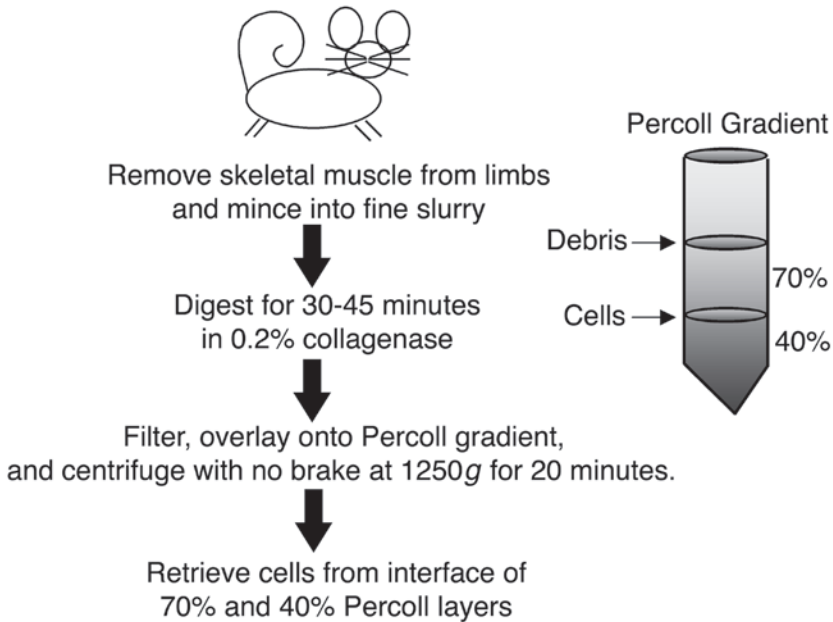 Remove skeletal muscle from limbs
and mince into fine slurry
Digest for 30-45 minutes
in 0.2% collagenase
Filter, overlay onto Percoll gradient,
and centrifuge with no brake at 1250g for 20 minutes.
Retrieve cells from interface of
70% and 40% Percoll layers
Percoll Gradient
Debris
70%
Cells
40%